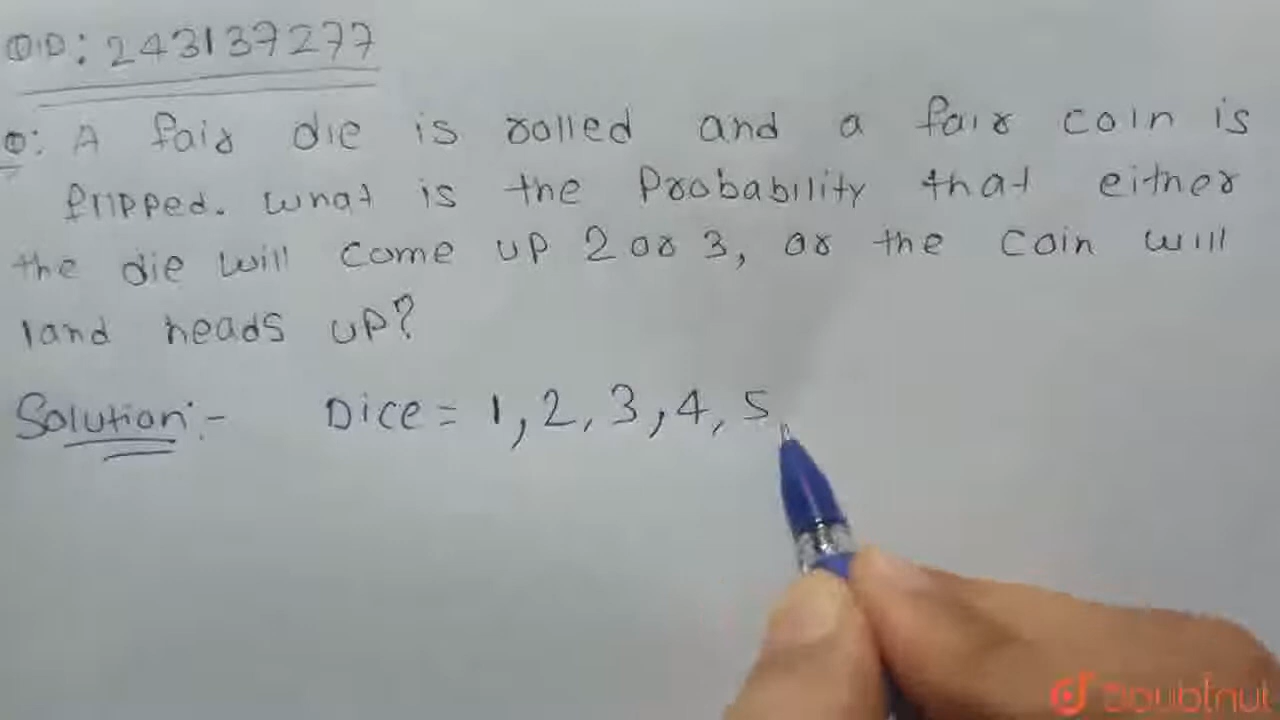 QID: 243137277
Q: A fair die is rolled and a fair coin is
flipped. What is the Probability that either
the die will come up 2 or 3, or the coin will
land heads up?
Solution:- Dice = 1, 2, 3, 4, 5,
doubtnut